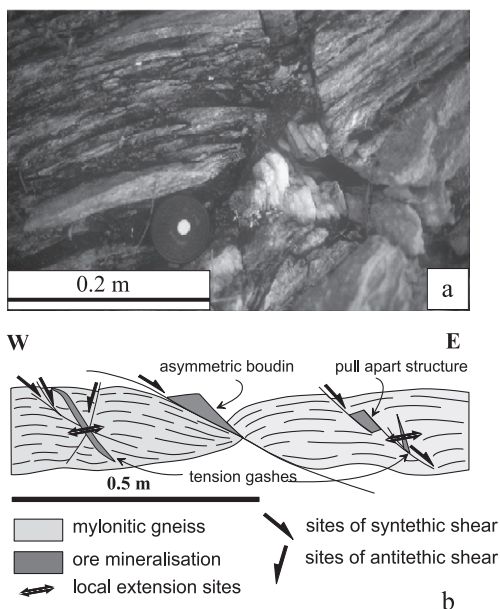 0.2 m
a
W
E
asymmetric boudin
pull apart structure
tension gashes
0.5 m
mylonitic gneiss
ore mineralisation
local extension sites
sites of syntethic shear
sites of antitethic shear
b